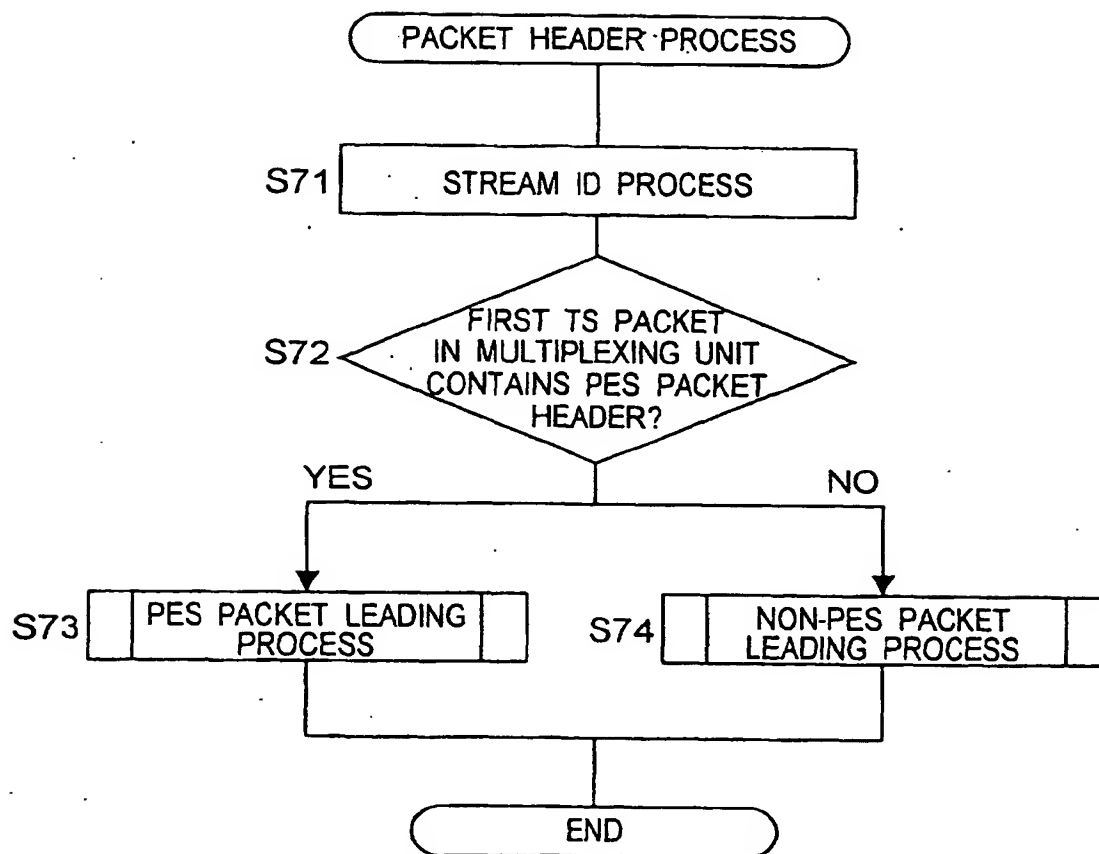 PACKET HEADER PROCESS
S71
STREAM ID PROCESS
S72
FIRST TS PACKET
IN MULTIPLEXING UNIT
CONTAINS PES PACKET
HEADER?
YES
NO
S73
PES PACKET LEADING
PROCESS
S74
NON-PES PACKET
LEADING PROCESS
END